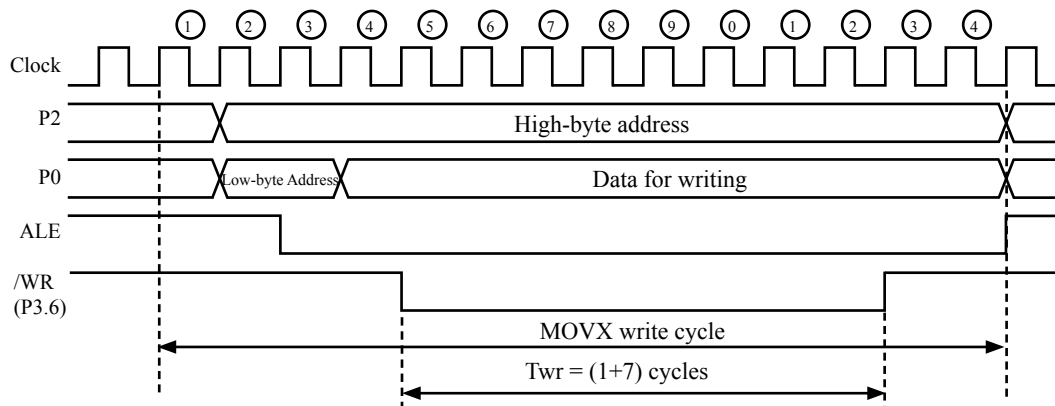 1 2 3 4 5 6 7 8 9 0 1 2 3 4
Clock
P2
High-byte address
P0
Low-byte Address
Data for writing
ALE
/WR
(P3.6)
MOVX write cycle
Twr = (1+7) cycles